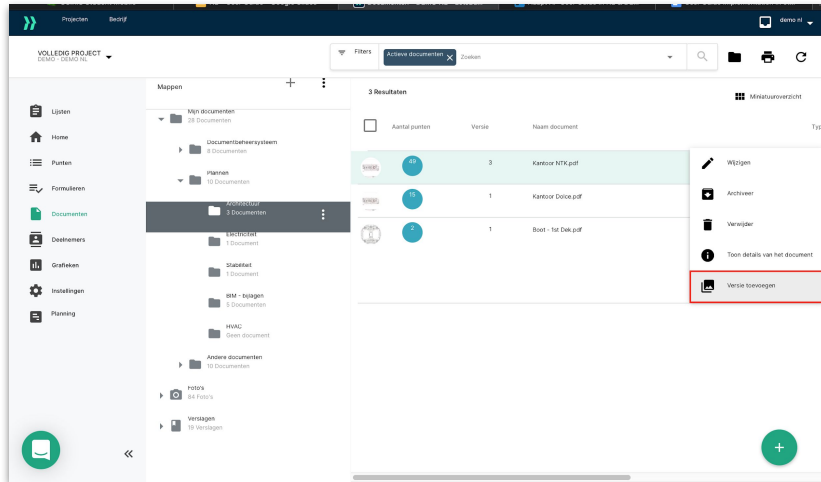 Projecten Bedrijf demo nl
VOLLEDIG PROJECT
DEMO - DEMO NL
Filters Actieve documenten Zoeken
Lijsten
Home
Punten
Formulieren
Documenten
Deelnemers
Grafieken
Instellingen
Planning
Mappen
Mijn documenten
28 Documenten
Documentbeheersysteem
8 Documenten
Plannen
10 Documenten
Architectuur
3 Documenten
Electriciteit
1 Document
Stabiliteit
1 Document
BIM - bijlagen
5 Documenten
HVAC
Geen document
Andere documenten
10 Documenten
Foto's
84 Foto's
Verslagen
19 Verslagen
3 Resultaten
Miniatuuroverzicht
Aantal punten Versie Naam document Typ
49 3 Kantoor NTK.pdf
15 1 Kantoor Dolce.pdf
2 1 Boot - 1st Dek.pdf
Wijzigen
Archiveer
Verwijder
Toon details van het document
Versie toevoegen